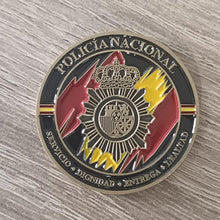 POLICÍA NACIONAL
SERVICIO • DIGNIDAD • ENTREGA • LEALTAD